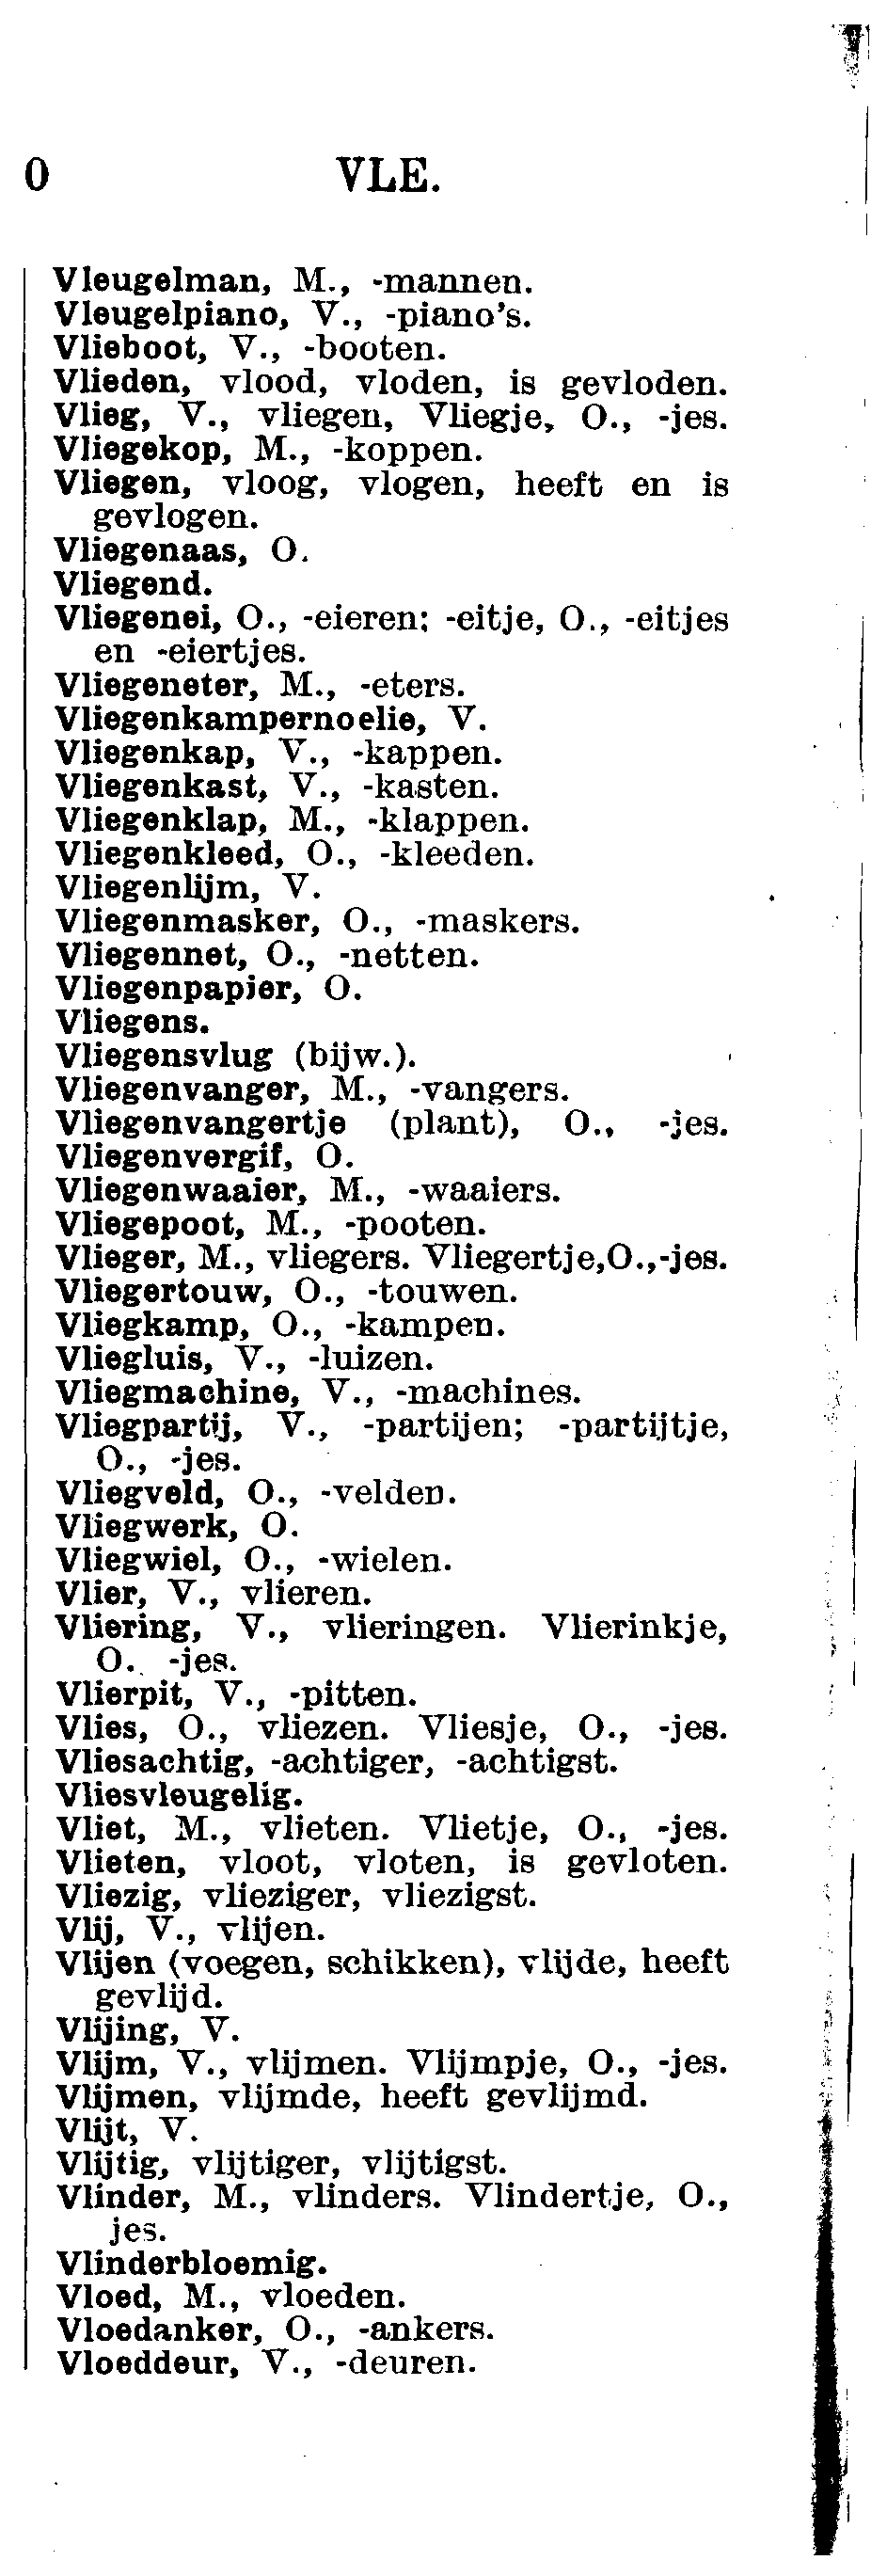 0 VLE.
Vleugelman, M., -mannen.
Vleugelpiano, V., -piano's.
Vlieboot, V., -booten.
Vlieden, vlood, vloden, is gevloden.
Vlieg, V., vliegen, Vliegje, O., -jes.
Vliegekop, M., -koppen.
Vliegen, vloog, vlogen, heeft en is
gevlogen.
Vliegenaas, O.
Vliegend.
Vliegenei, O., -eieren; -eitje, O., -eitjes
en -eiertjes.
Vliegeneter, M., -eters.
Vliegenkampernoelie, V.
Vliegenkap, V., -kappen.
Vliegenkast, V., -kasten.
Vliegenklap, M., -klappen.
Vliegenkleed, O., -kleeden.
Vliegenlijm, V.
Vliegenmasker, O., -maskers.
Vliegennet, O., -netten.
Vliegenpapier, O.
Vliegens.
Vliegensvlug (bijw.).
Vliegenvanger, M., -vangers.
Vliegenvangertje (plant), O., -jes.
Vliegenvergif, O.
Vliegenwaaier, M., -waaiers.
Vliegepoot, M., -pooten.
Vlieger, M., vliegers. Vliegertje,O.,-jes.
Vliegertouw, O., -touwen.
Vliegkamp, O., -kampen.
Vliegluis, V., -luizen.
Vliegmachine, V., -machines.
Vliegpartij, V., -partijen; -partijtje,
O., -jes.
Vliegveld, O., -velden.
Vliegwerk, O.
Vliegwiel, O., -wielen.
Vlier, V., vlieren.
Vliering, V., vlieringen. Vlierinkje,
O., -jes.
Vlierpit, V., -pitten.
Vlies, O., vliezen. Vliesje, O., -jes.
Vliesachtig, -achtiger, -achtigst.
Vliesvleugelig.
Vliet, M., vlieten. Vlietje, O., -jes.
Vlieten, vloot, vloten, is gevloten.
Vliezig, vlieziger, vliezigst.
Vlij, V., vlijen.
Vlijen (voegen, schikken), vlijde, heeft
gevlijd.
Vlijing, V.
Vlijm, V., vlijmen. Vlijmpje, O., -jes.
Vlijmen, vlijmde, heeft gevlijmd.
Vlijt, V.
Vlijtig, vlijtiger, vlijtigst.
Vlinder, M., vlinders. Vlindertje, O.,
jes.
Vlinderbloemig.
Vloed, M., vloeden.
Vloedanker, O., -ankers.
Vloeddeur, V., -deuren.